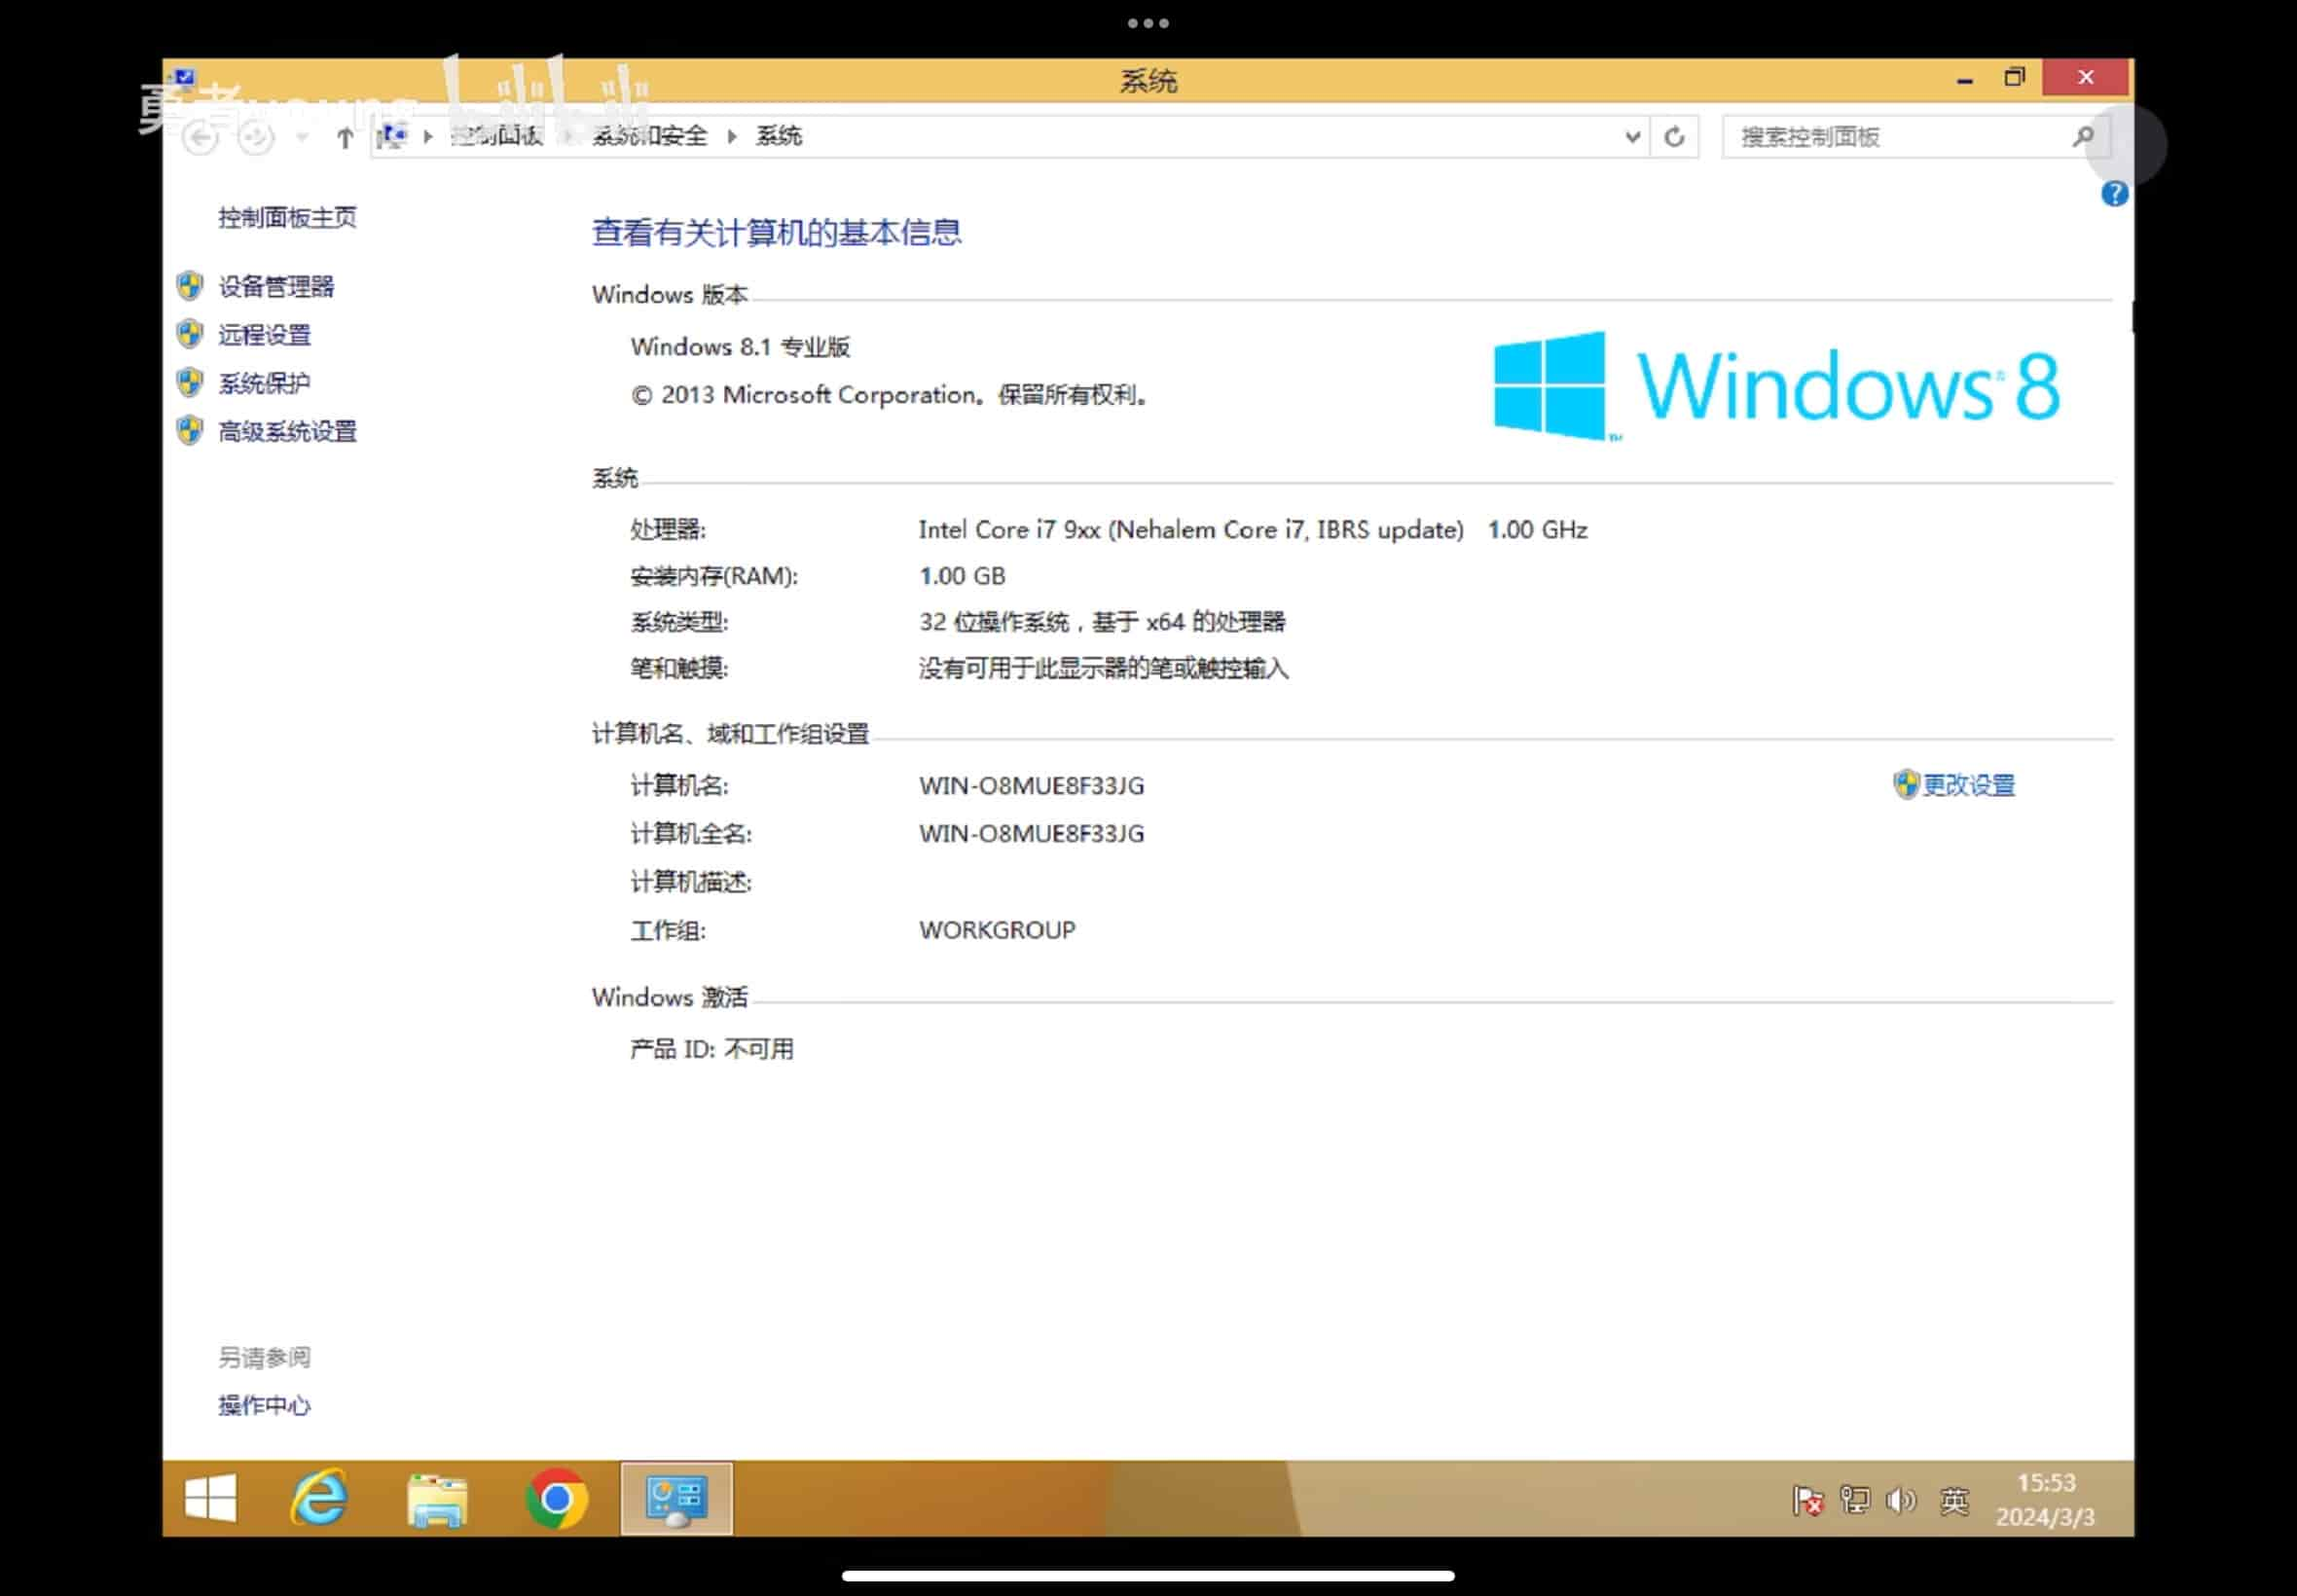 系统
勇者young bilibili
控制面板 系统和安全 系统
搜索控制面板
控制面板主页
设备管理器
远程设置
系统保护
高级系统设置
查看有关计算机的基本信息
Windows 版本
Windows 8.1 专业版
© 2013 Microsoft Corporation。保留所有权利。
Windows 8
系统
处理器: Intel Core i7 9xx (Nehalem Core i7, IBRS update) 1.00 GHz
安装内存(RAM): 1.00 GB
系统类型: 32 位操作系统，基于 x64 的处理器
笔和触摸: 没有可用于此显示器的笔或触控输入
计算机名、域和工作组设置
计算机名: WIN-O8MUE8F33JG
更改设置
计算机全名: WIN-O8MUE8F33JG
计算机描述:
工作组: WORKGROUP
Windows 激活
产品 ID: 不可用
另请参阅
操作中心
英
15:53
2024/3/3